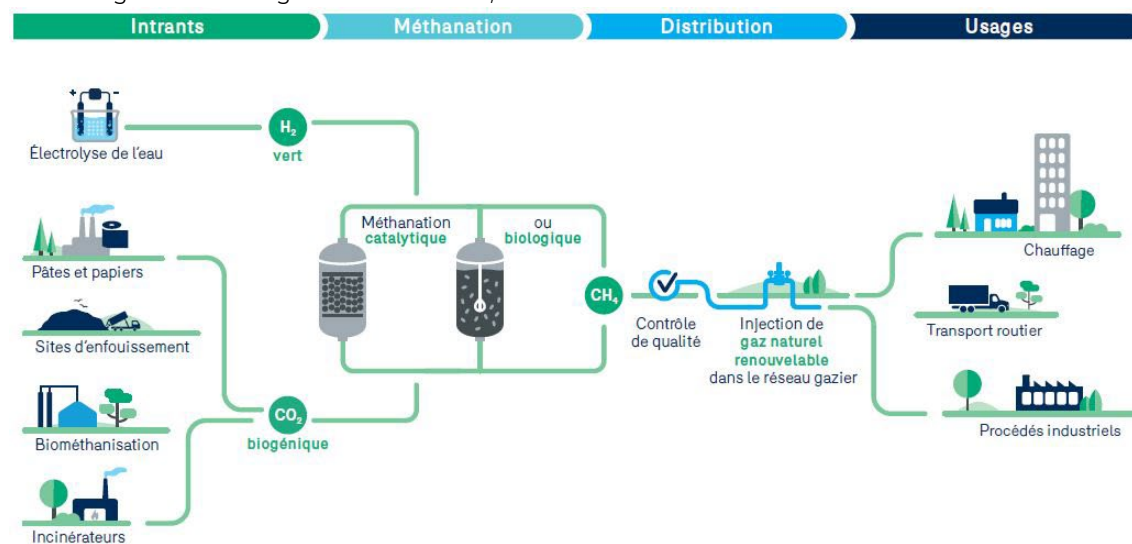 Intrants
Méthanation
Distribution
Usages
+ -
Électrolyse de l'eau
H₂
vert
Pâtes et papiers
Sites d'enfouissement
Biométhanisation
Incinérateurs
CO₂
biogénique
Méthanation
catalytique
ou
biologique
CH₄
Contrôle
de qualité
Injection de
gaz naturel
renouvelable
dans le réseau gazier
Chauffage
Transport routier
Procédés industriels